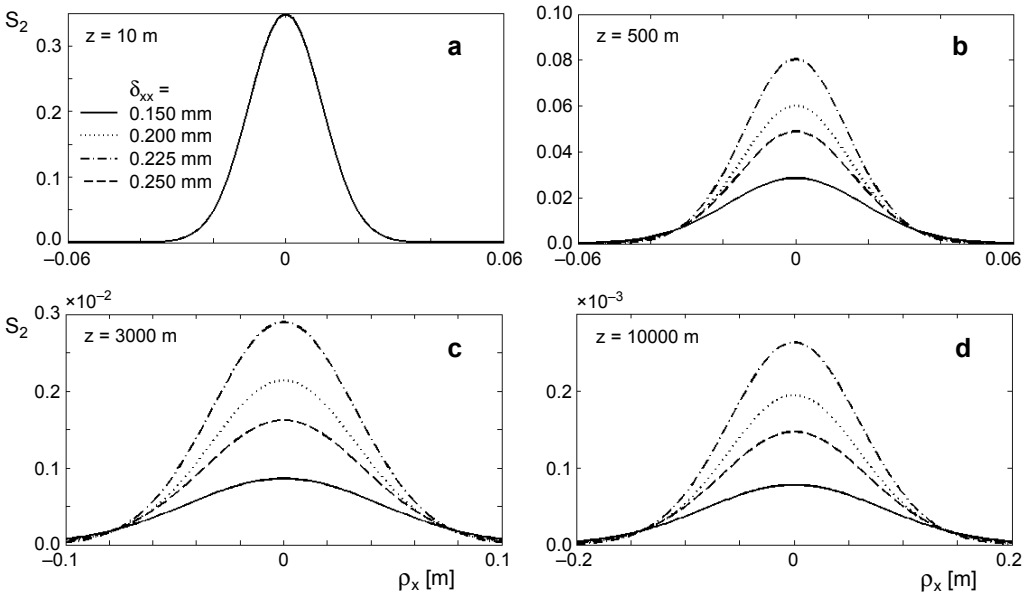 S₂
z = 10 m
a
δxx =
0.150 mm
0.200 mm
0.225 mm
0.250 mm
0.3
0.2
0.1
0.0
−0.06
0
0.06
z = 500 m
b
0.10
0.08
0.06
0.04
0.02
0.00
−0.06
0
0.06
×10⁻²
S₂
z = 3000 m
c
0.3
0.2
0.1
0.0
−0.1
0
ρx [m]
0.1
×10⁻³
z = 10000 m
d
0.3
0.2
0.1
0.0
−0.2
0
ρx [m]
0.2